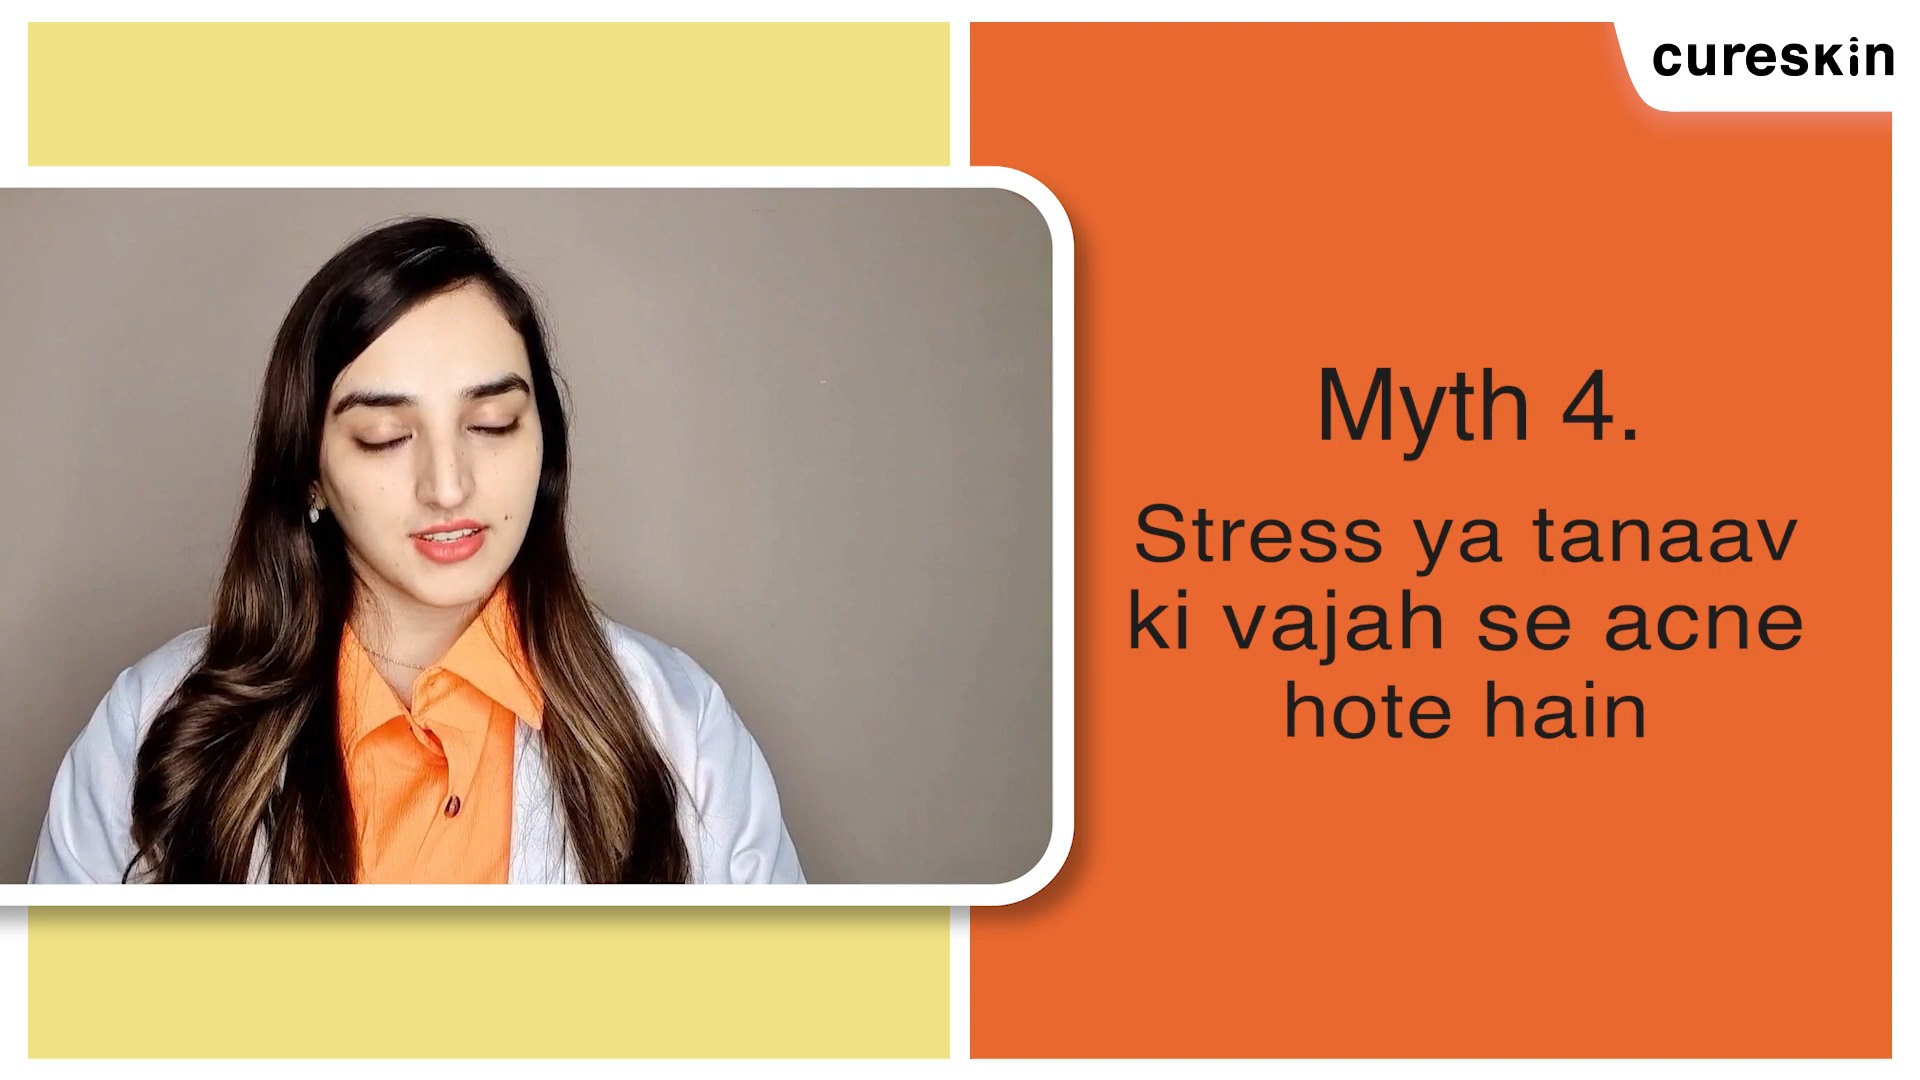 cureskin
Myth 4.
Stress ya tanaav
ki vajah se acne
hote hain